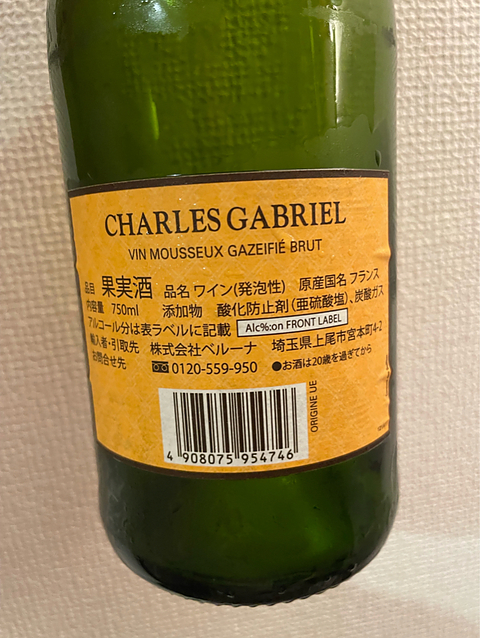 CHARLES GABRIEL
VIN MOUSSEUX GAZEIFIÉ BRUT
品目 果実酒 品名 ワイン(発泡性) 原産国名 フランス
内容量 750ml 添加物 酸化防止剤(亜硫酸塩)、炭酸ガス
アルコール分は表ラベルに記載 Alc%:on FRONT LABEL
輸入者・引取先 株式会社ベルーナ 埼玉県上尾市宮本町4-2
お問合せ先 0120-559-950 ●お酒は20歳を過ぎてから
ORIGINE UE
4 908075 954746